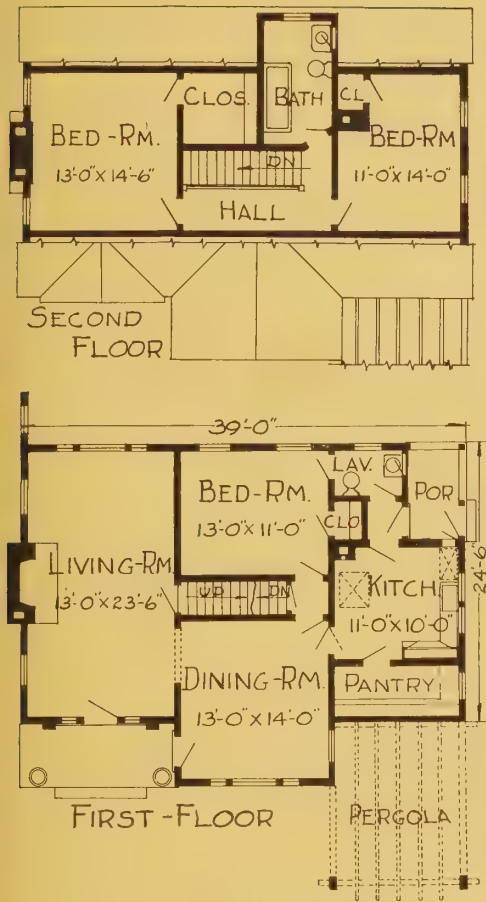 CLOS.
BATH
CL
BED-RM.
13'-0"X14'-6"
BED-RM
11'-0"X14'-0"
DN
HALL
SECOND
FLOOR
39'-0"
LAV.
BED-RM.
13'-0"X11'-0"
CLO
POR
24'-6"
LIVING-RM.
13'-0"X23'-6"
UP
DN
KITCH
11'-0"X10'-0"
DINING-RM.
13'-0"X14'-0"
PANTRY
FIRST-FLOOR
PERGOLA